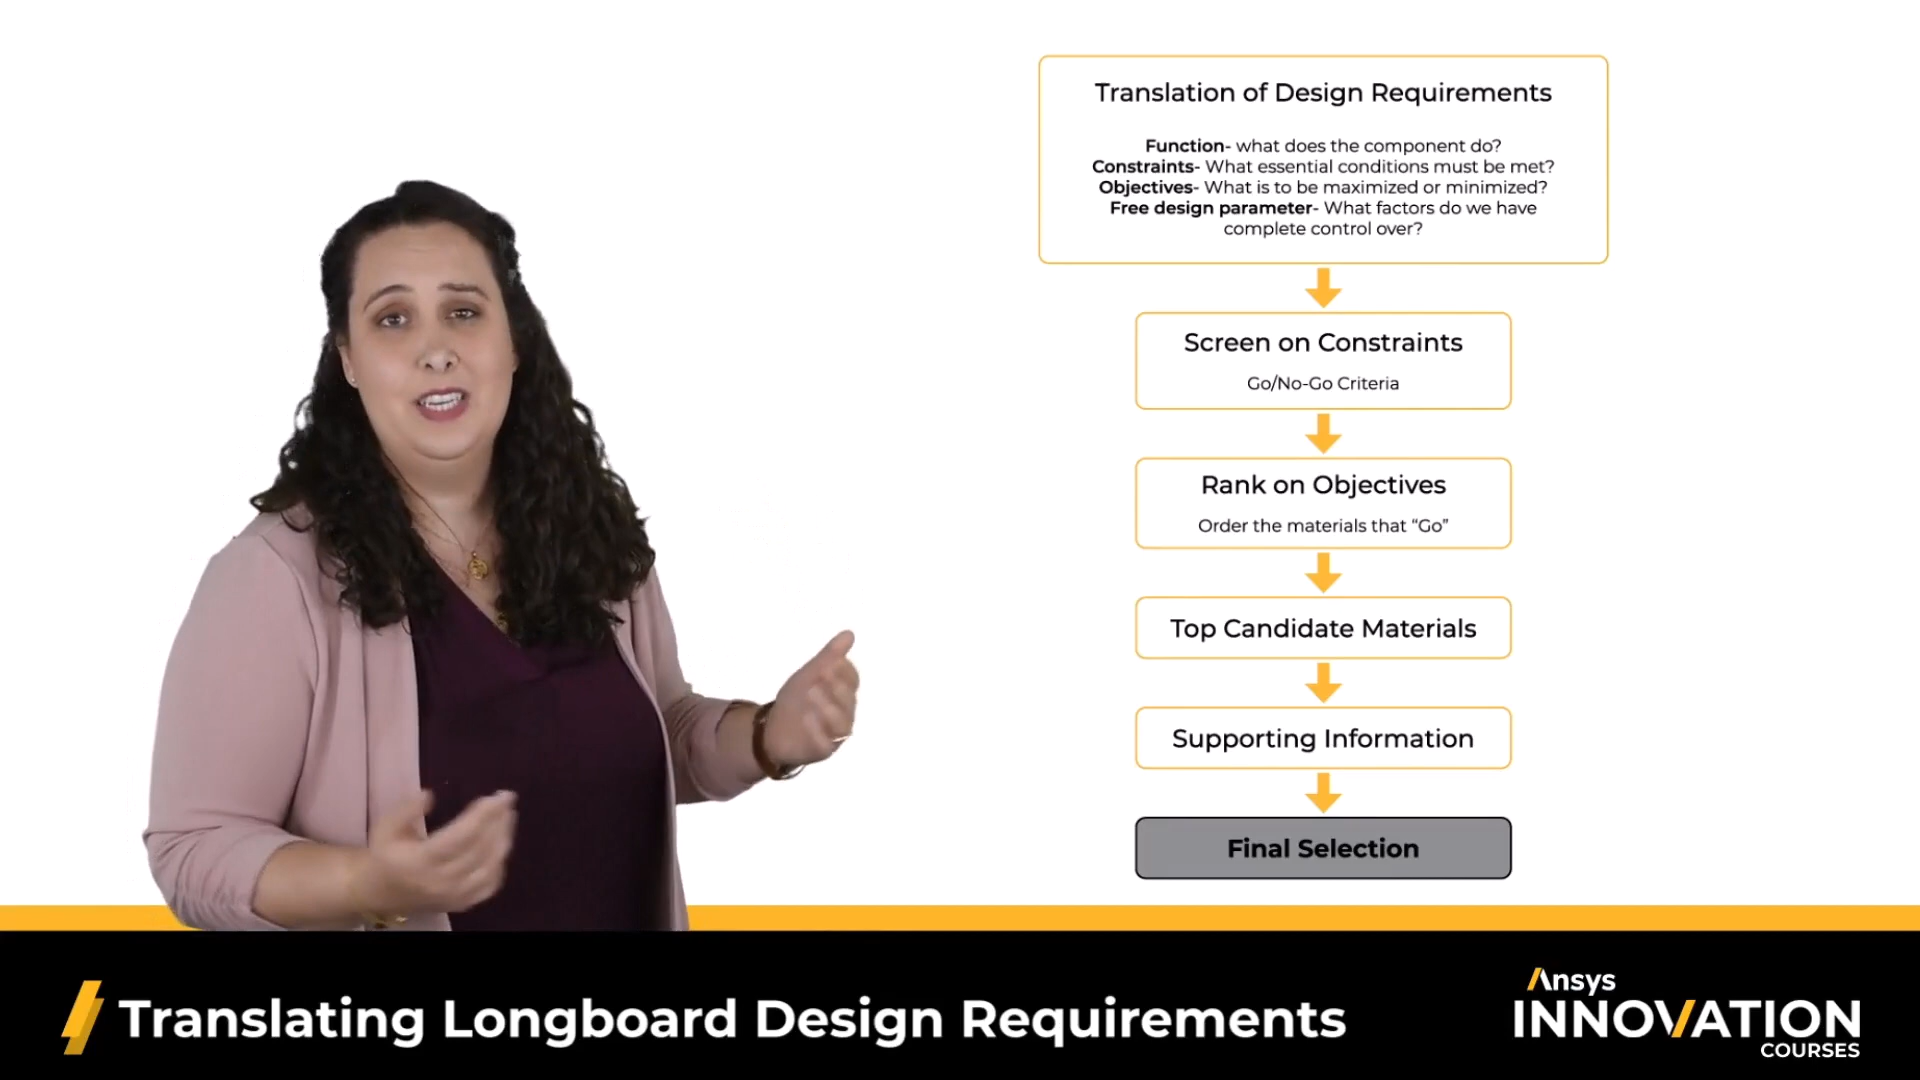 Translation of Design Requirements
Function- what does the component do?
Constraints- What essential conditions must be met?
Objectives- What is to be maximized or minimized?
Free design parameter- What factors do we have
complete control over?
Screen on Constraints
Go/No-Go Criteria
Rank on Objectives
Order the materials that “Go”
Top Candidate Materials
Supporting Information
Final Selection
Translating Longboard Design Requirements
Ansys
INNOVATION
COURSES